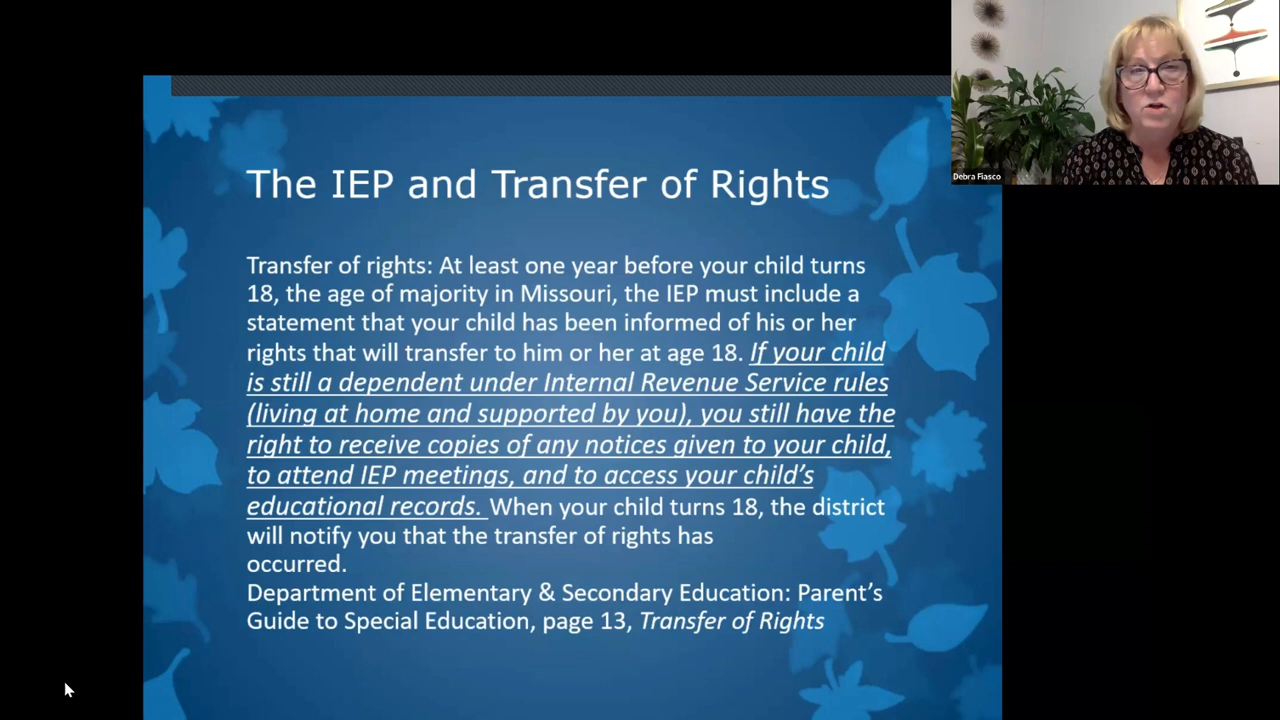 Debra Fiasco
The IEP and Transfer of Rights
Transfer of rights: At least one year before your child turns
18, the age of majority in Missouri, the IEP must include a
statement that your child has been informed of his or her
rights that will transfer to him or her at age 18. If your child
is still a dependent under Internal Revenue Service rules
(living at home and supported by you), you still have the
right to receive copies of any notices given to your child,
to attend IEP meetings, and to access your child’s
educational records. When your child turns 18, the district
will notify you that the transfer of rights has
occurred.
Department of Elementary & Secondary Education: Parent’s
Guide to Special Education, page 13, Transfer of Rights